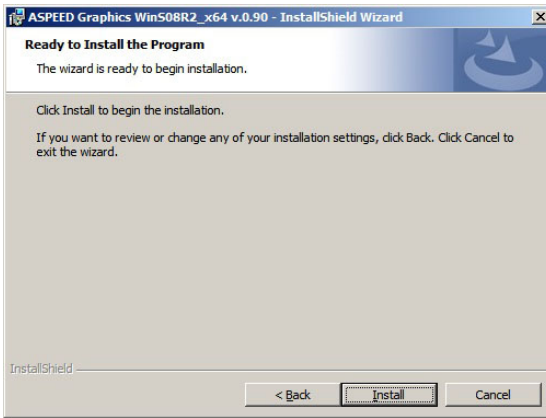 ASPEED Graphics WinS08R2_x64 v.0.90 - InstallShield Wizard
Ready to Install the Program
The wizard is ready to begin installation.
Click Install to begin the installation.
If you want to review or change any of your installation settings, click Back. Click Cancel to
exit the wizard.
InstallShield
< Back Install Cancel